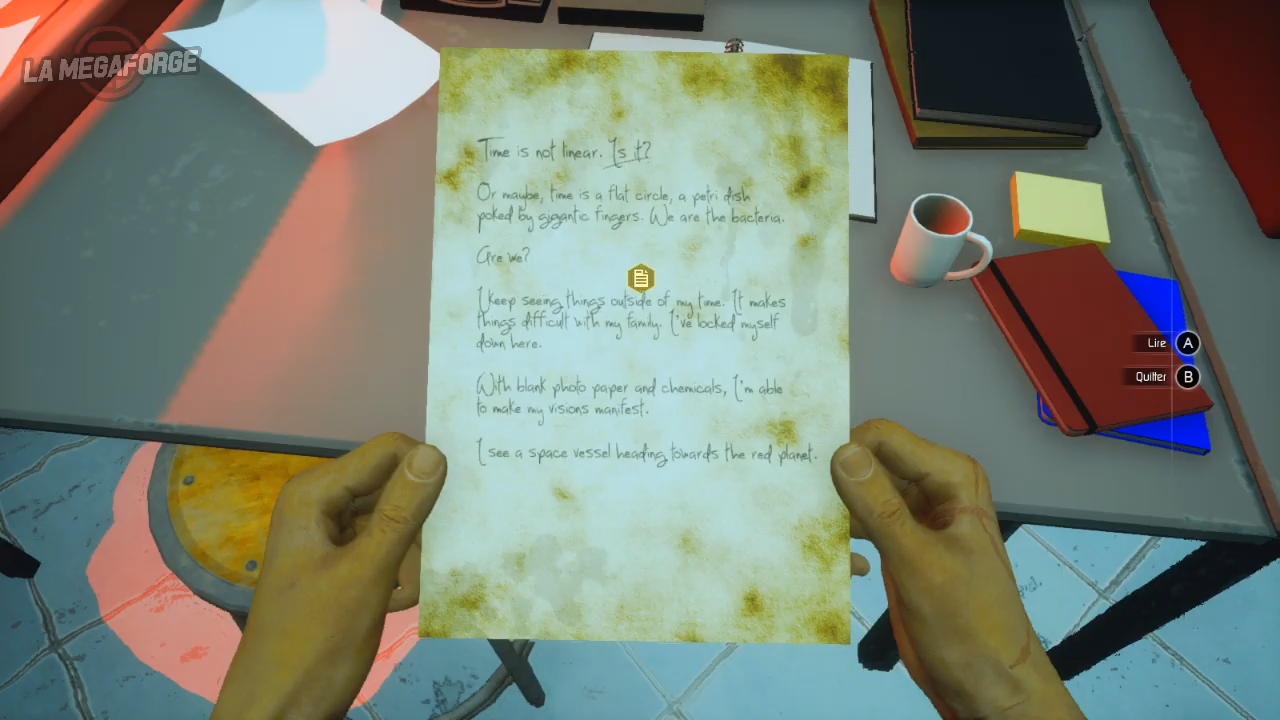 LA MEGAFORGE
Time is not linear. Is it?
Or maybe, time is a flat circle, a petri dish
poked by gigantic fingers. We are the bacteria.
Are we?
I keep seeing things outside of my time. It makes
things difficult with my family. I've locked myself
down here.
With blank photo paper and chemicals, I'm able
to make my visions manifest.
I see a space vessel heading towards the red planet.
Lire A
Quitter B